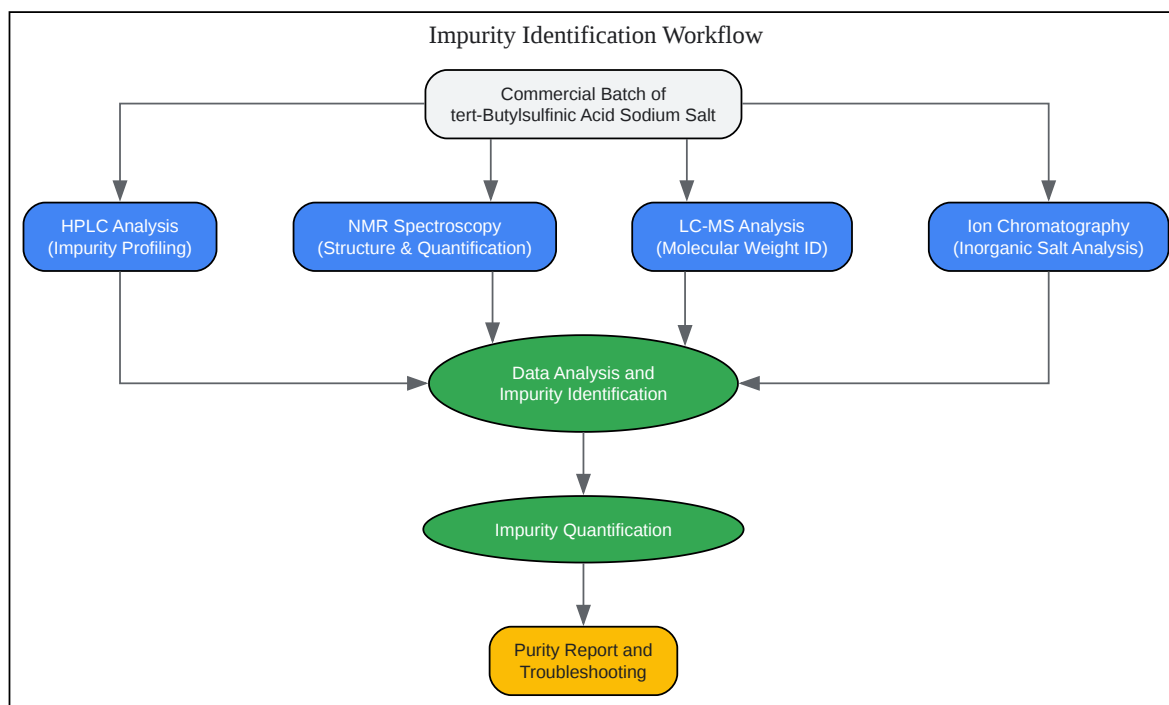 Impurity Identification Workflow
Commercial Batch of
tert-Butylsulfinic Acid Sodium Salt
HPLC Analysis
(Impurity Profiling)
NMR Spectroscopy
(Structure & Quantification)
LC-MS Analysis
(Molecular Weight ID)
Ion Chromatography
(Inorganic Salt Analysis)
Data Analysis and
Impurity Identification
Impurity Quantification
Purity Report and
Troubleshooting